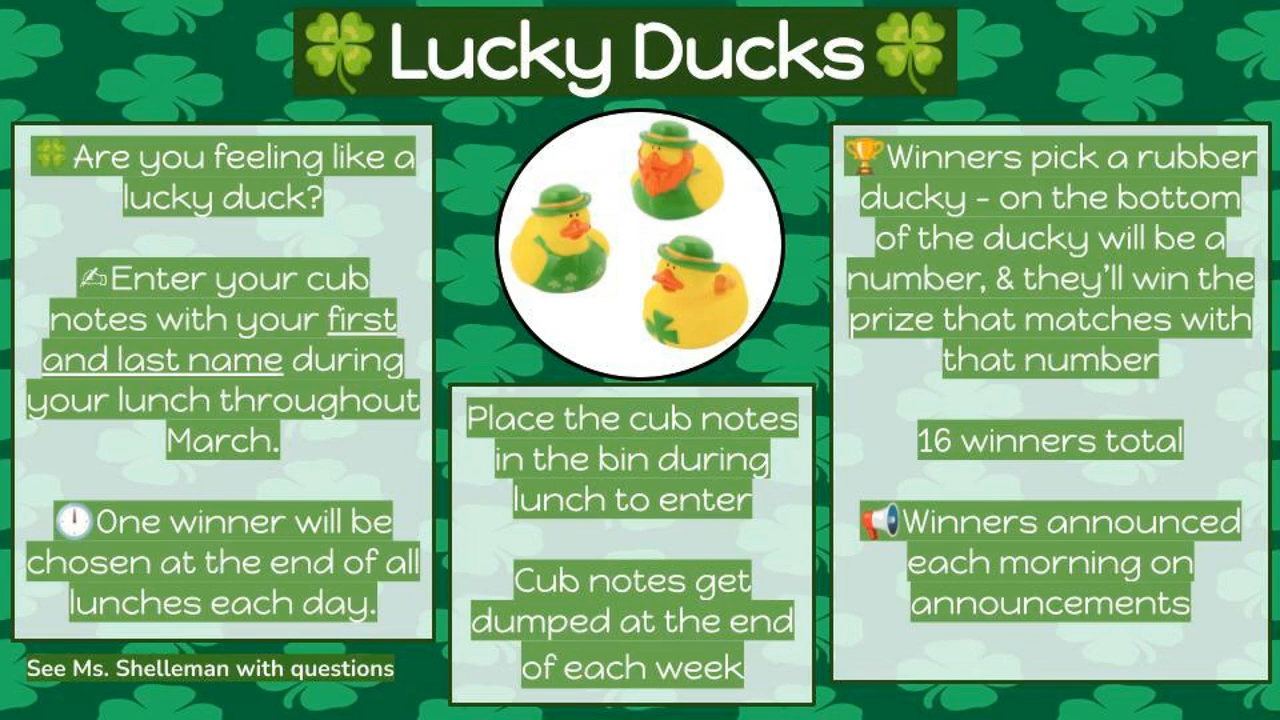 Lucky Ducks
🍀Are you feeling like a
lucky duck?
✍Enter your cub
notes with your first
and last name during
your lunch throughout
March.
🕛One winner will be
chosen at the end of all
lunches each day.
See Ms. Shelleman with questions
Place the cub notes
in the bin during
lunch to enter
Cub notes get
dumped at the end
of each week
🏆Winners pick a rubber
ducky - on the bottom
of the ducky will be a
number, & they'll win the
prize that matches with
that number
16 winners total
📢Winners announced
each morning on
announcements